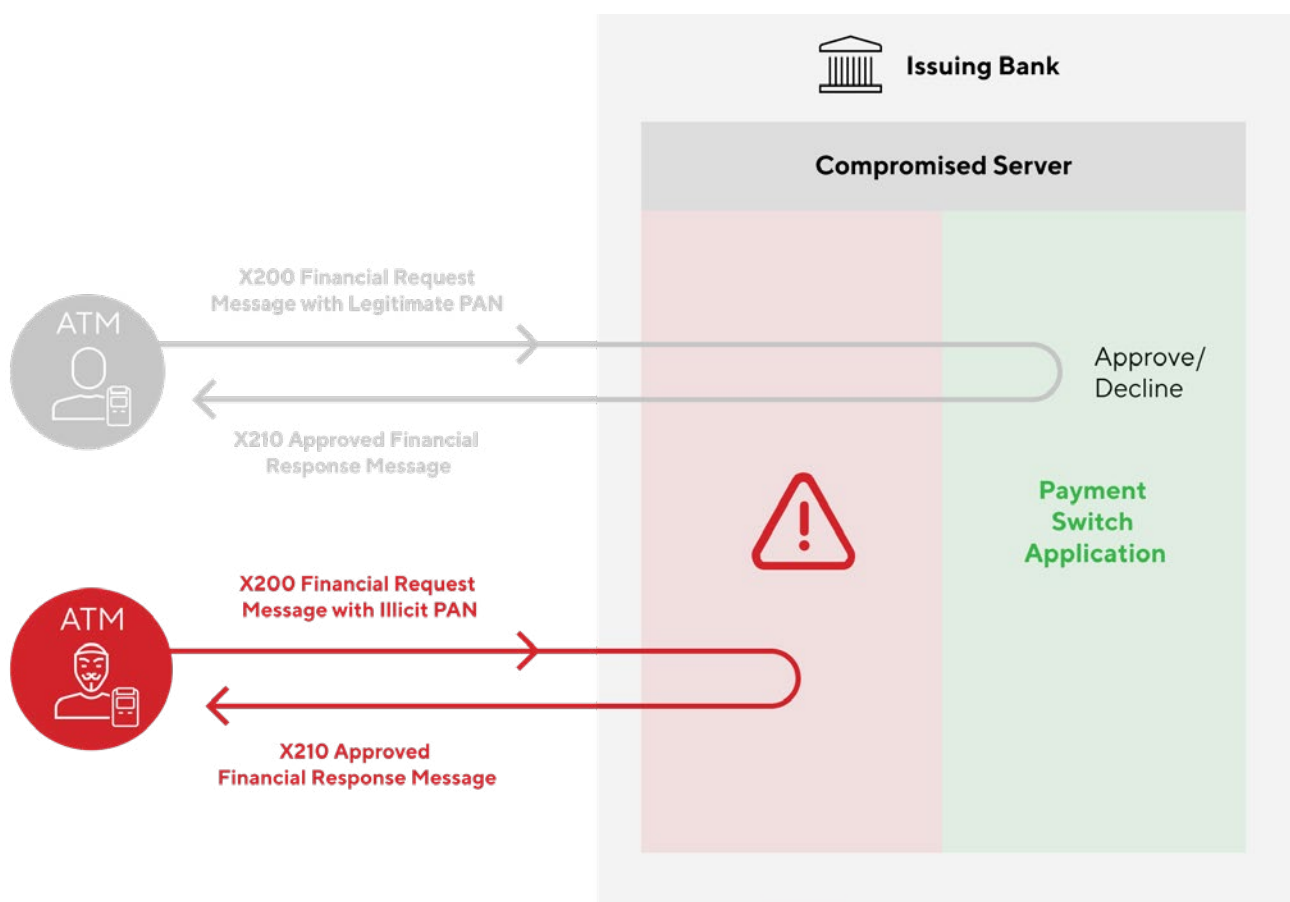 Issuing Bank
Compromised Server
X200 Financial Request
Message with Legitimate PAN
ATM
Approve/
Decline
X210 Approved Financial
Response Message
Payment
Switch
Application
X200 Financial Request
Message with Illicit PAN
ATM
X210 Approved
Financial Response Message